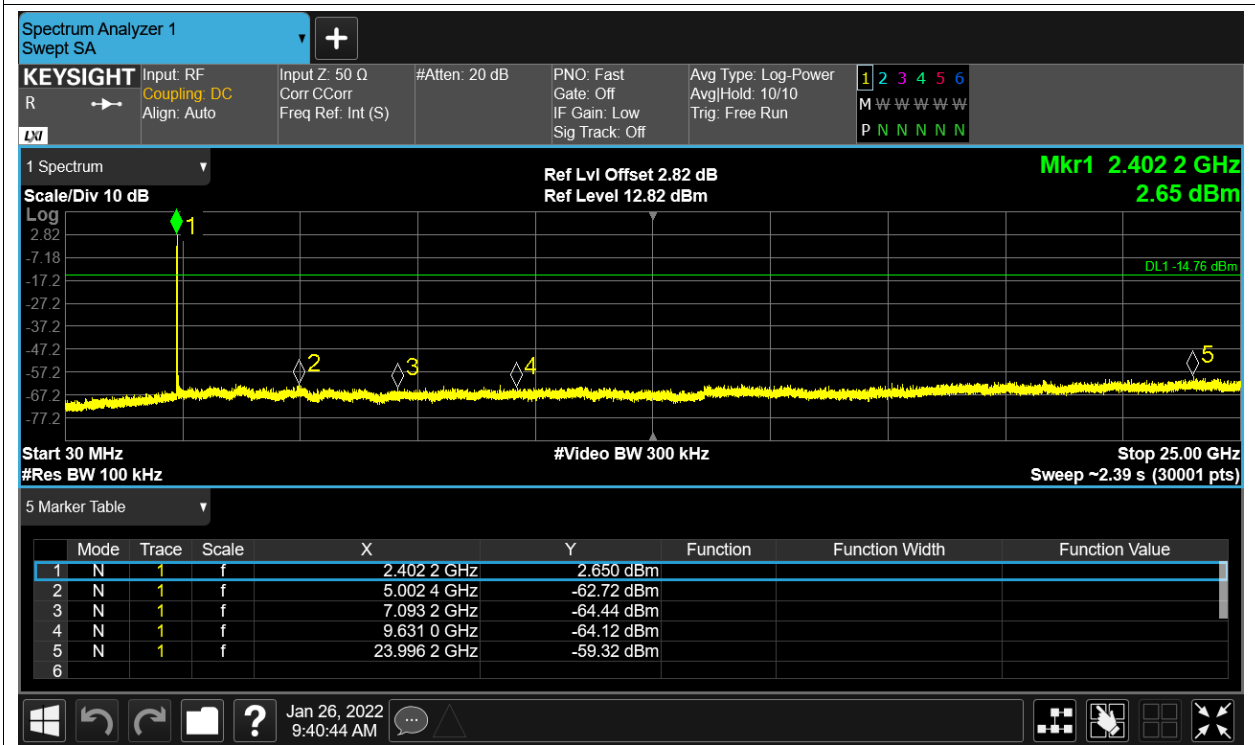 Spectrum Analyzer 1
Swept SA
+
KEYSIGHT Input: RF Input Z: 50 Ω #Atten: 20 dB PNO: Fast Avg Type: Log-Power 1 2 3 4 5 6
R Coupling: DC Corr CCorr Gate: Off Avg|Hold: 10/10 M W W W W W
Align: Auto Freq Ref: Int (S) IF Gain: Low Trig: Free Run
LXI Sig Track: Off P N N N N N
1 Spectrum Ref Lvl Offset 2.82 dB Mkr1 2.402 2 GHz
Scale/Div 10 dB Ref Level 12.82 dBm 2.65 dBm
Log
1
2.82
-7.18
DL1 -14.76 dBm
-17.2
-27.2
-37.2
-47.2
2 3 4 5
-57.2
-67.2
-77.2
Start 30 MHz #Video BW 300 kHz Stop 25.00 GHz
#Res BW 100 kHz Sweep ~2.39 s (30001 pts)
5 Marker Table
Mode Trace Scale X Y Function Function Width Function Value
1 N 1 f 2.402 2 GHz 2.650 dBm
2 N 1 f 5.002 4 GHz -62.72 dBm
3 N 1 f 7.093 2 GHz -64.44 dBm
4 N 1 f 9.631 0 GHz -64.12 dBm
5 N 1 f 23.996 2 GHz -59.32 dBm
6
? Jan 26, 2022
9:40:44 AM